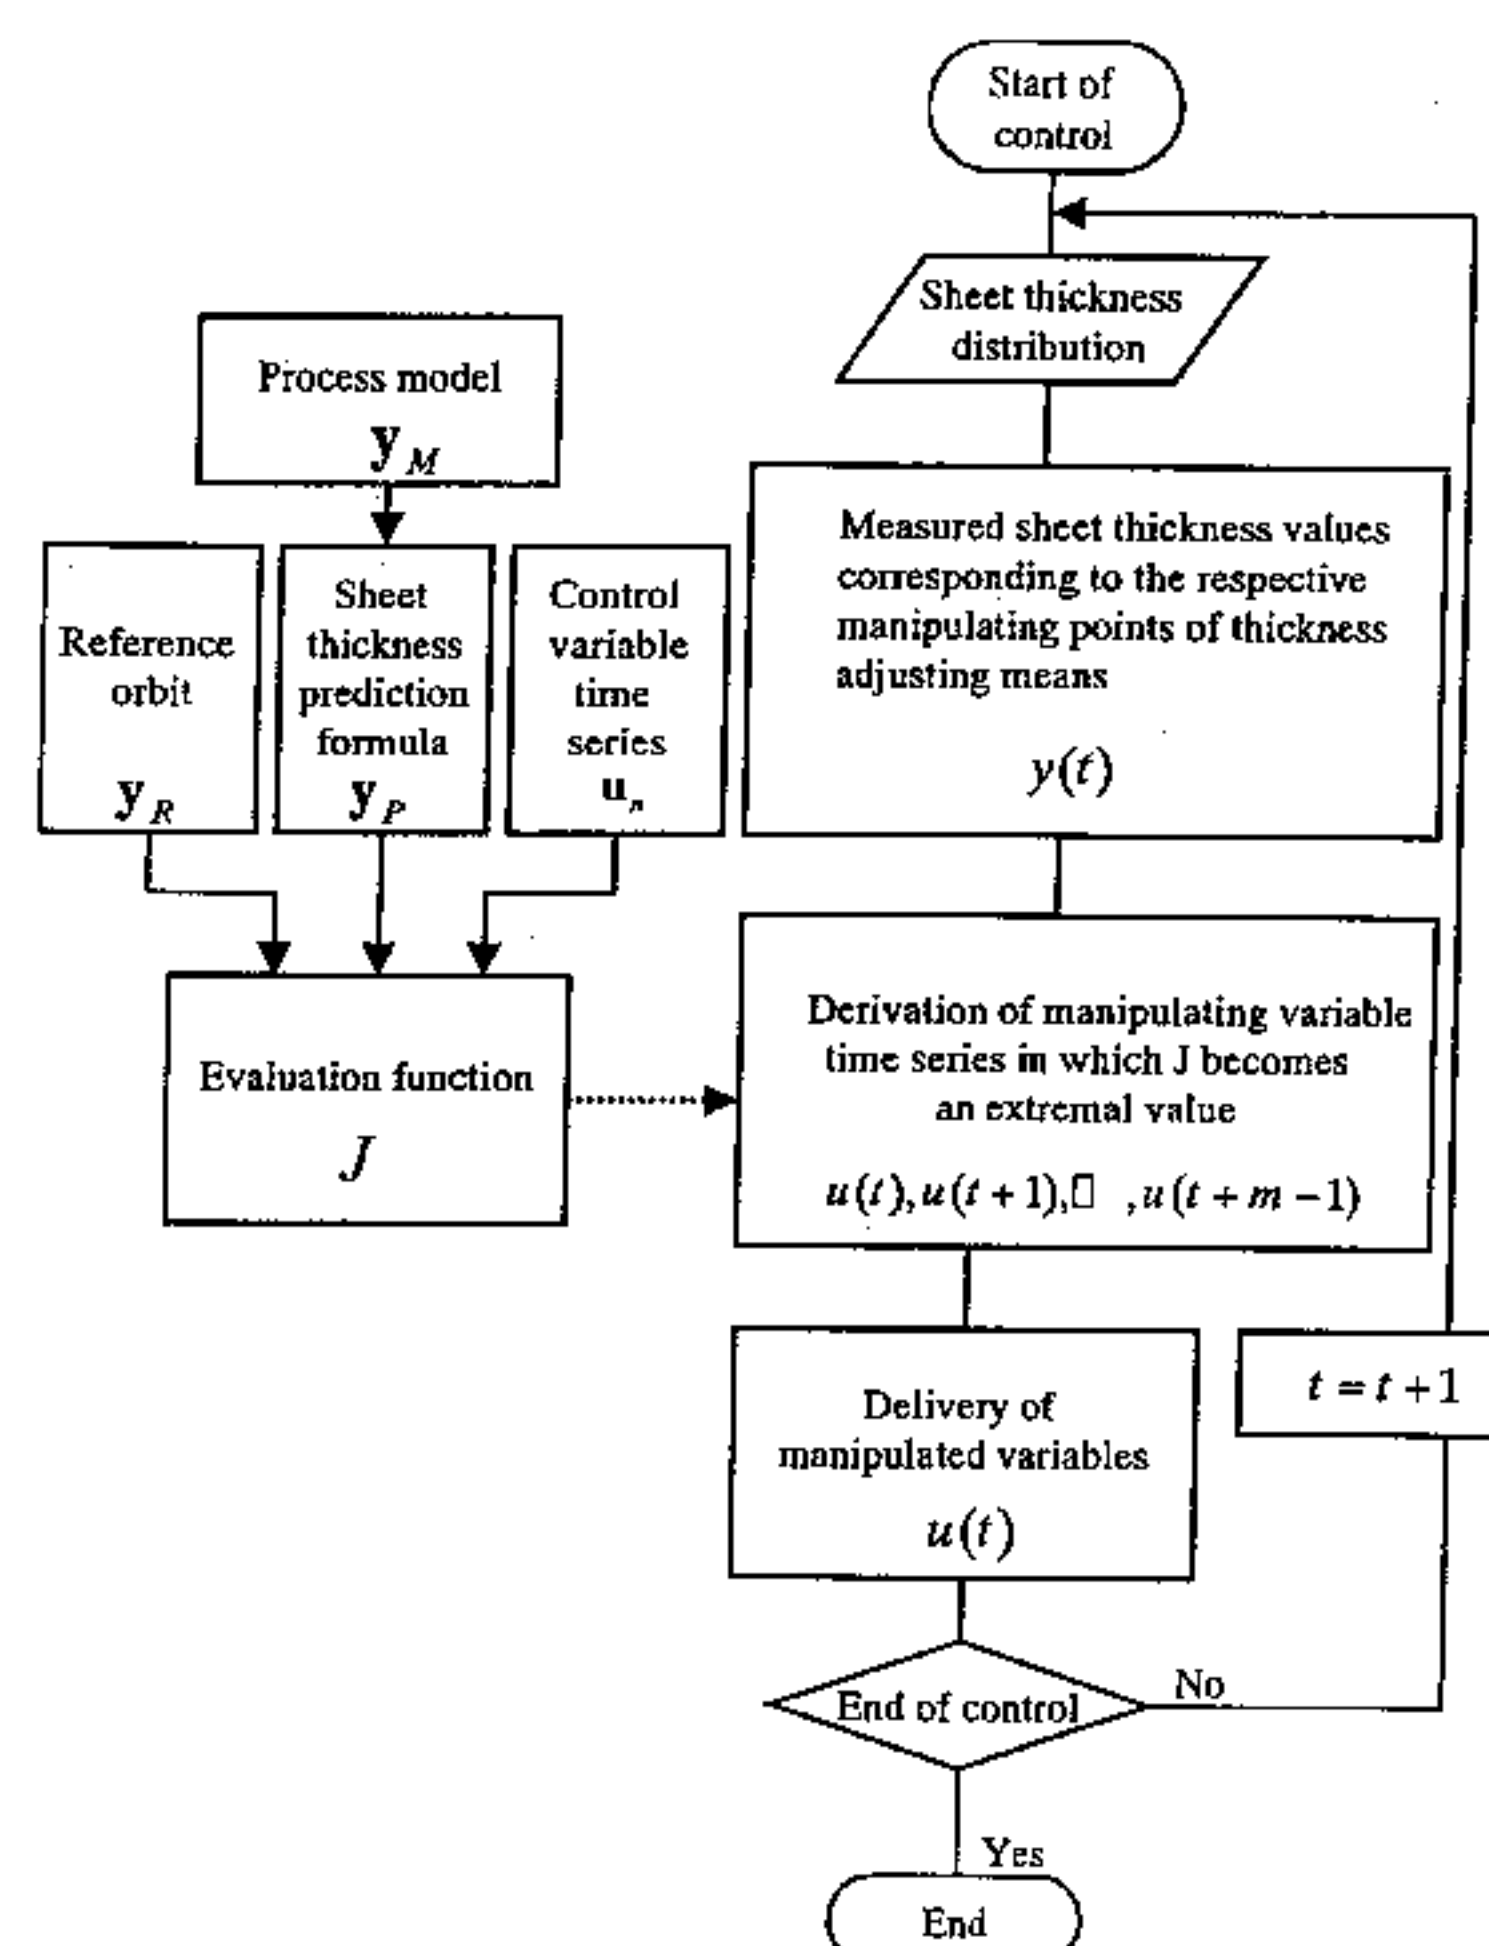 Start of
control
Sheet thickness
distribution
Process model
y_M
Reference
orbit
y_R
Sheet
thickness
prediction
formula
y_P
Control
variable
time
series
u_n
Measured sheet thickness values
corresponding to the respective
manipulating points of thickness
adjusting means
y(t)
Evaluation function
J
Derivation of manipulating variable
time series in which J becomes
an extremal value
u(t),u(t+1),□ ,u(t+m−1)
Delivery of
manipulated variables
u(t)
t=t+1
End of control
No
Yes
End